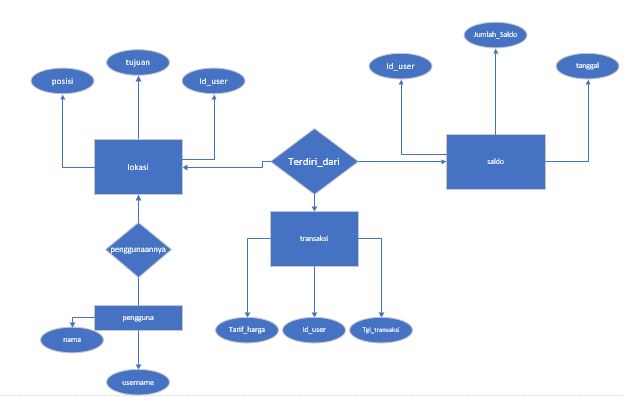 Jumlah_Saldo
tujuan
Id_user
tanggal
posisi
Id_user
Terdiri_dari
lokasi
saldo
transaksi
penggunaannya
pengguna
Tarif_harga
Id_user
Tgl_transaksi
nama
username